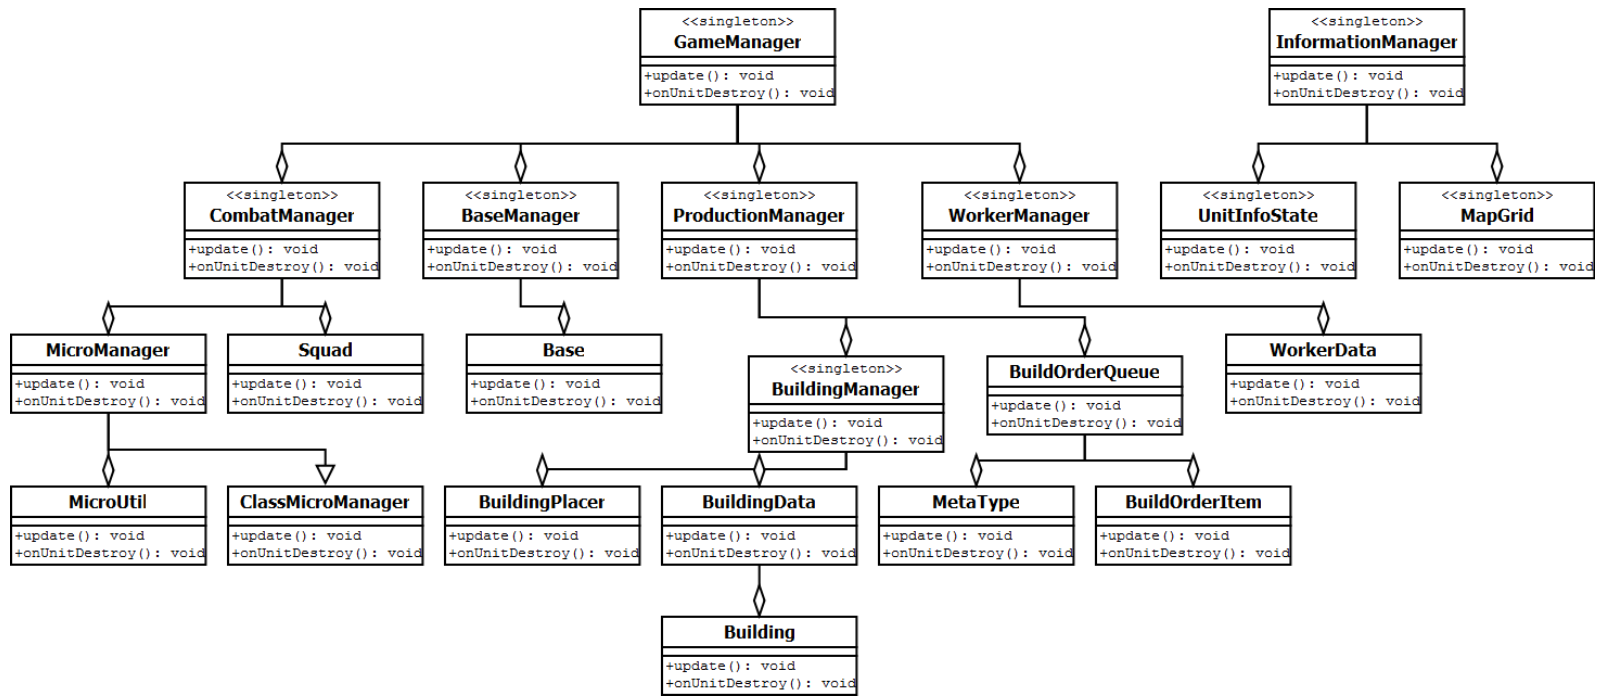 <<singleton>>
GameManager
+update(): void
+onUnitDestroy(): void
<<singleton>>
InformationManager
+update(): void
+onUnitDestroy(): void
<<singleton>>
CombatManager
+update(): void
+onUnitDestroy(): void
<<singleton>>
BaseManager
+update(): void
+onUnitDestroy(): void
<<singleton>>
ProductionManager
+update(): void
+onUnitDestroy(): void
<<singleton>>
WorkerManager
+update(): void
+onUnitDestroy(): void
<<singleton>>
UnitInfoState
+update(): void
+onUnitDestroy(): void
<<singleton>>
MapGrid
+update(): void
+onUnitDestroy(): void
MicroManager
+update(): void
+onUnitDestroy(): void
Squad
+update(): void
+onUnitDestroy(): void
Base
+update(): void
+onUnitDestroy(): void
<<singleton>>
BuildingManager
+update(): void
+onUnitDestroy(): void
BuildOrderQueue
+update(): void
+onUnitDestroy(): void
WorkerData
+update(): void
+onUnitDestroy(): void
MicroUtil
+update(): void
+onUnitDestroy(): void
ClassMicroManager
+update(): void
+onUnitDestroy(): void
BuildingPlacer
+update(): void
+onUnitDestroy(): void
BuildingData
+update(): void
+onUnitDestroy(): void
MetaType
+update(): void
+onUnitDestroy(): void
BuildOrderItem
+update(): void
+onUnitDestroy(): void
Building
+update(): void
+onUnitDestroy(): void